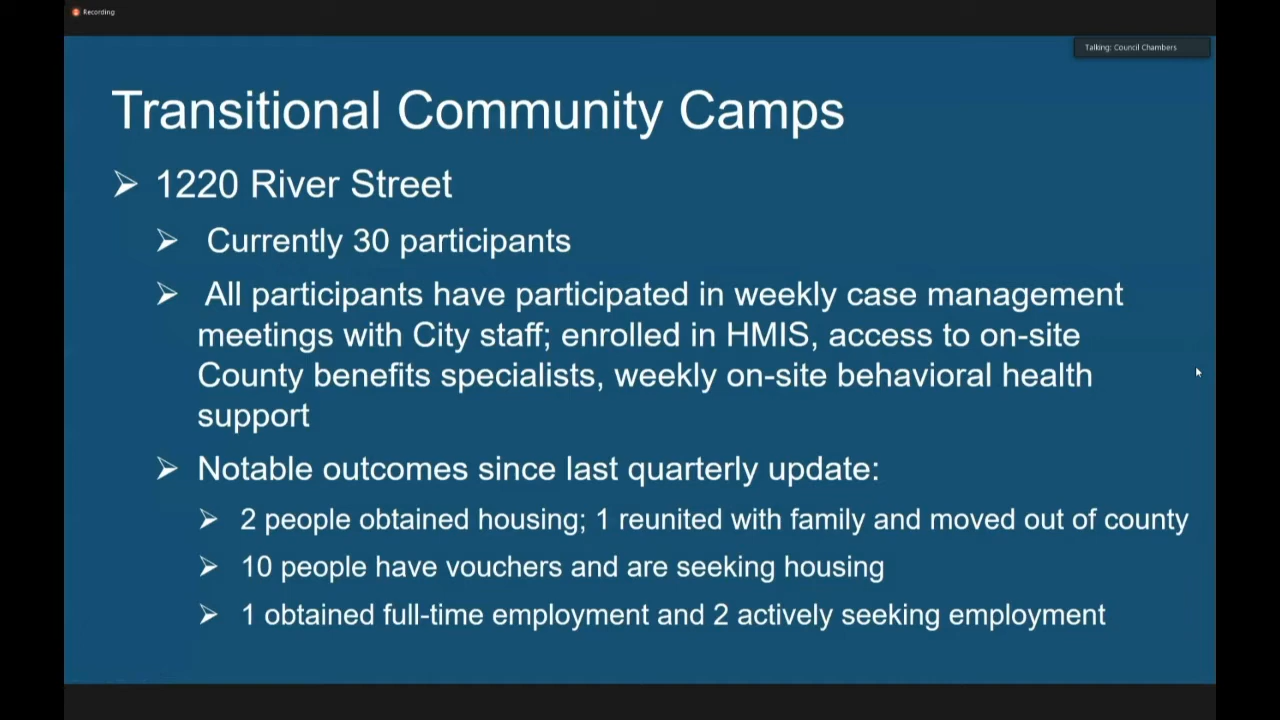 Recording
Talking: Council Chambers
Transitional Community Camps
➢ 1220 River Street
➢ Currently 30 participants
➢ All participants have participated in weekly case management
meetings with City staff; enrolled in HMIS, access to on-site
County benefits specialists, weekly on-site behavioral health
support
➢ Notable outcomes since last quarterly update:
➢ 2 people obtained housing; 1 reunited with family and moved out of county
➢ 10 people have vouchers and are seeking housing
➢ 1 obtained full-time employment and 2 actively seeking employment